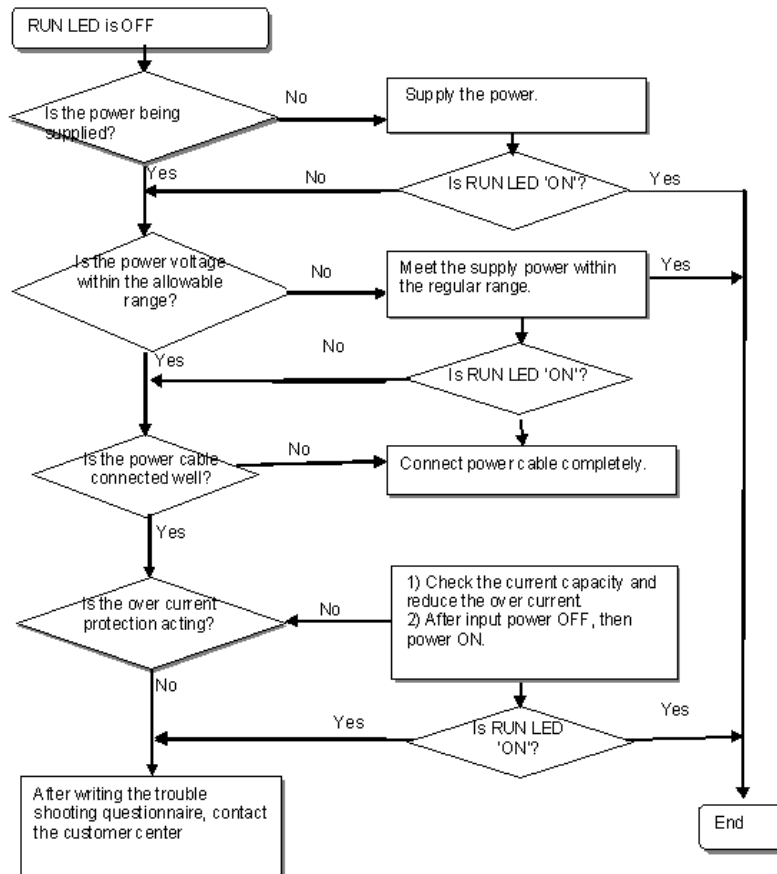 RUN LED is OFF
Is the power being
supplied?
No
Supply the power.
Yes
No
Is RUN LED 'ON'?
Yes
Is the power voltage
within the allowable
range?
No
Meet the supply power within
the regular range.
Yes
Yes
No
Is RUN LED 'ON'?
Is the power cable
connected well?
No
Connect power cable completely.
Yes
Is the over current
protection acting?
No
1) Check the current capacity and
reduce the over current.
2) After input power OFF, then
power ON.
No
Yes
Is RUN LED
'ON'?
Yes
After writing the trouble
shooting questionnaire, contact
the customer center
End